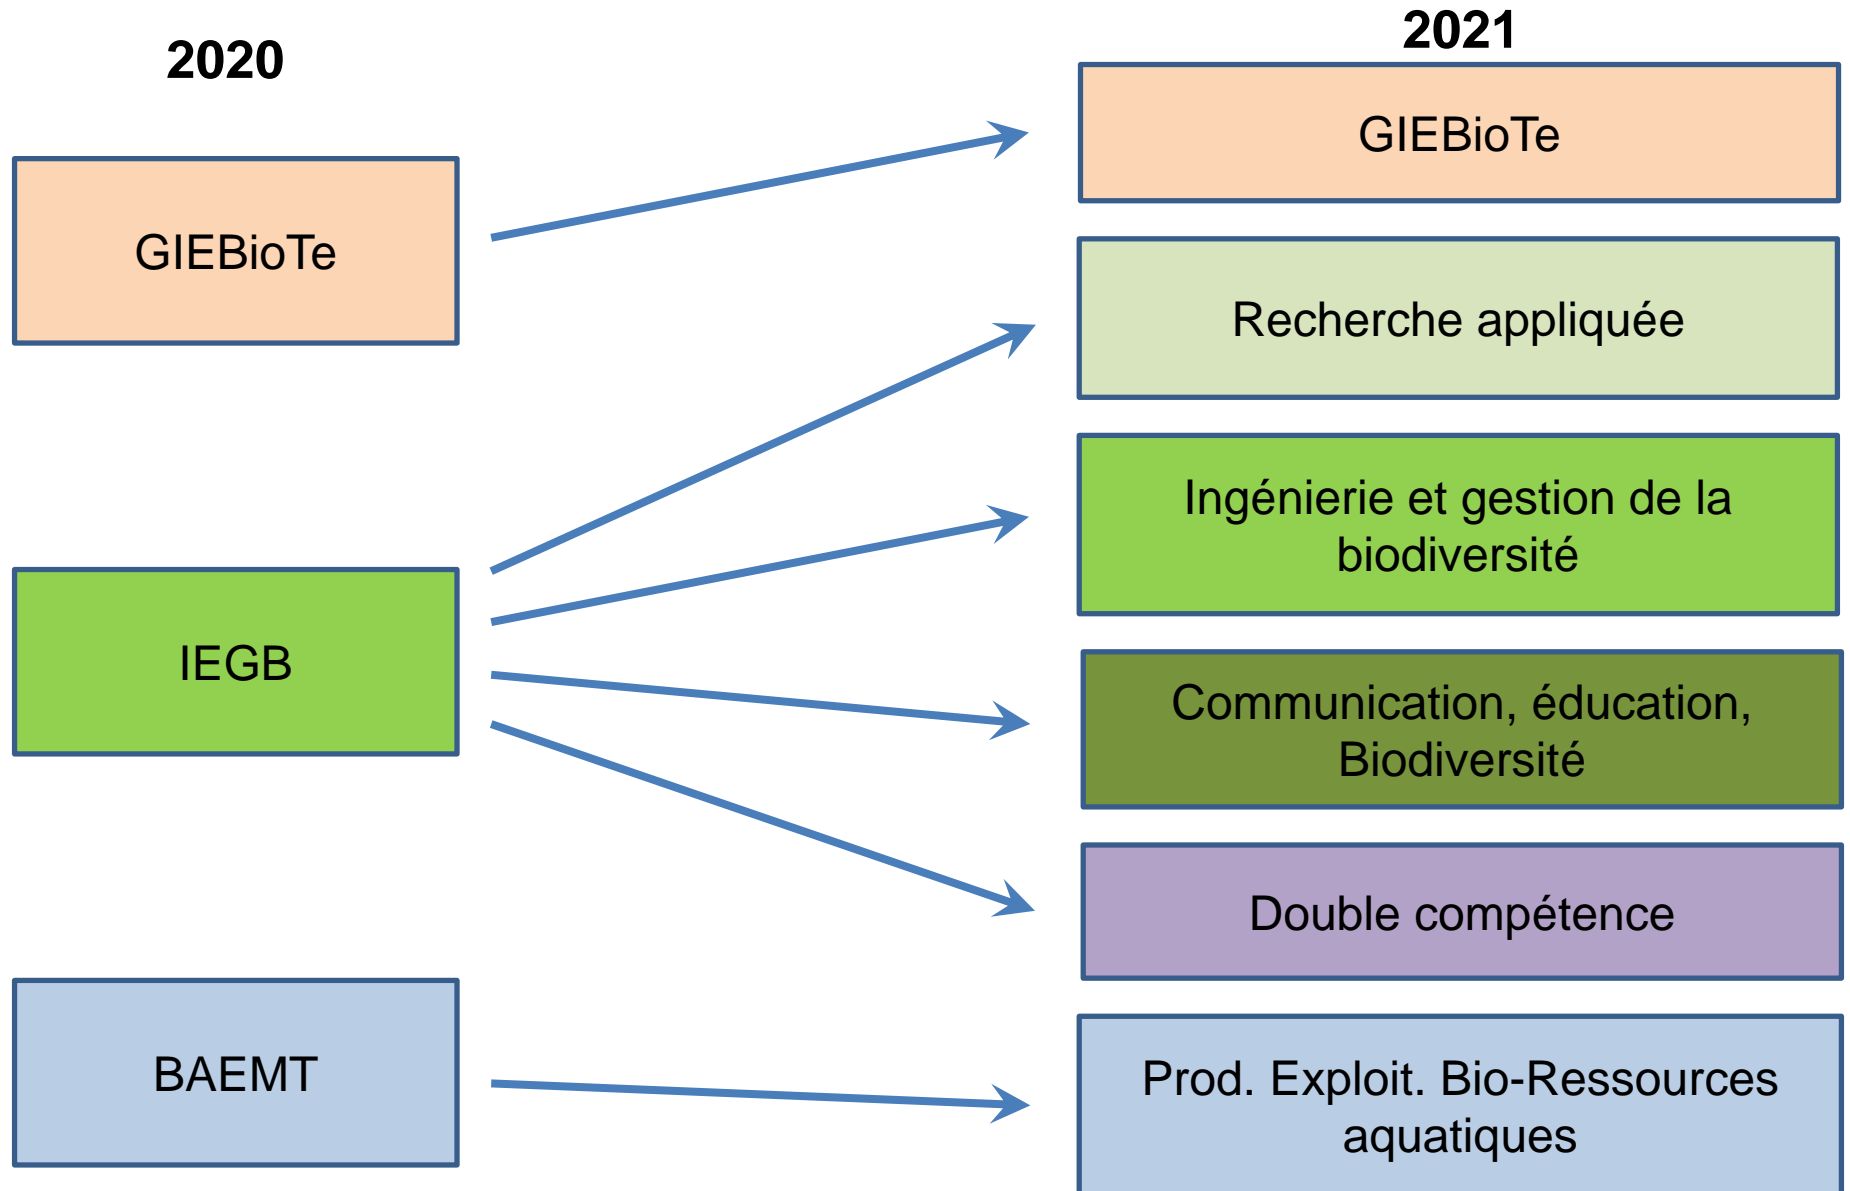 2020
GIEBioTe
IEGB
BAEMT
2021
GIEBioTe
Recherche appliquée
Ingénierie et gestion de la
biodiversité
Communication, éducation,
Biodiversité
Double compétence
Prod. Exploit. Bio-Ressources
aquatiques